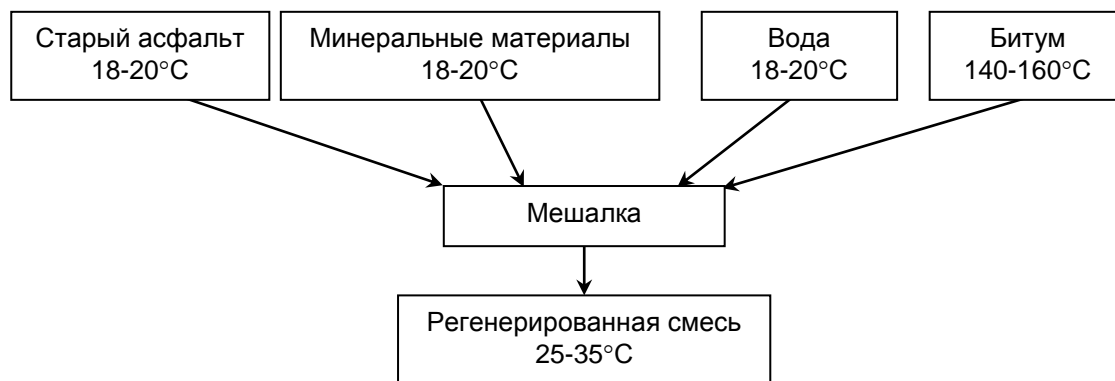 Старый асфальт
18-20°С
Минеральные материалы
18-20°С
Вода
18-20°С
Битум
140-160°С
Мешалка
Регенерированная смесь
25-35°С